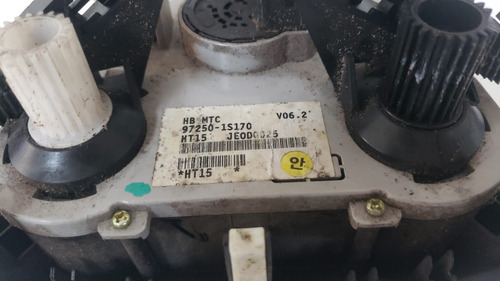 HB MTC V06.2
97250-1S170
HT15 JE0D0025
안
*HT15 *